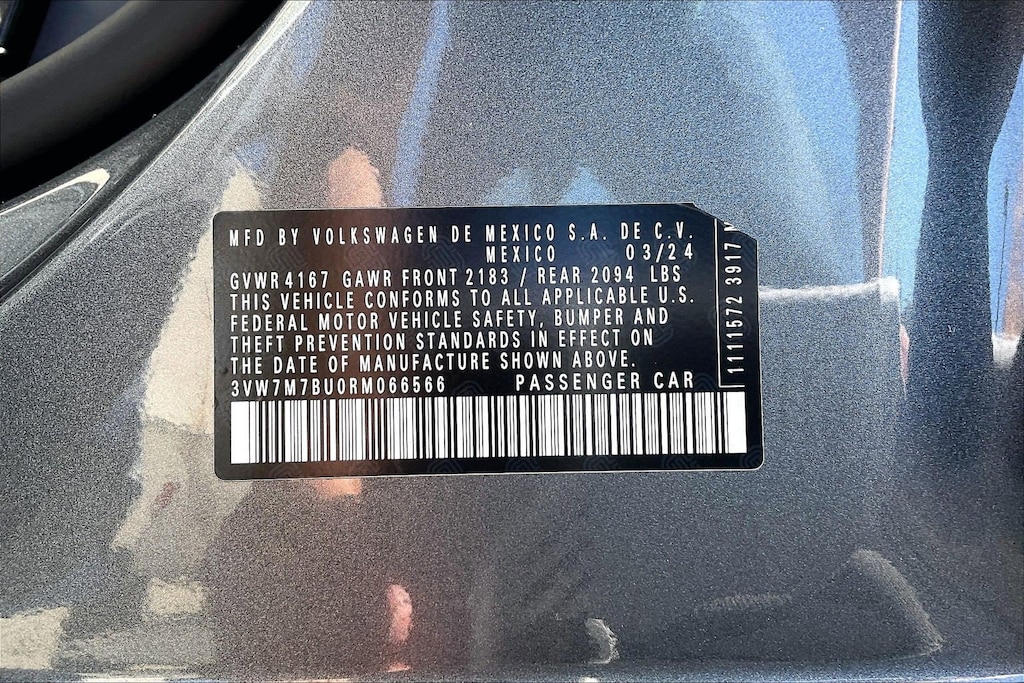 MFD BY VOLKSWAGEN DE MEXICO S.A. DE C.V.
MEXICO 03/24
GVWR 4167 GAWR FRONT 2183 / REAR 2094 LBS
THIS VEHICLE CONFORMS TO ALL APPLICABLE U.S.
FEDERAL MOTOR VEHICLE SAFETY, BUMPER AND
THEFT PREVENTION STANDARDS IN EFFECT ON
THE DATE OF MANUFACTURE SHOWN ABOVE.
3VW7M7BU0RM066566 PASSENGER CAR
1111572 3917